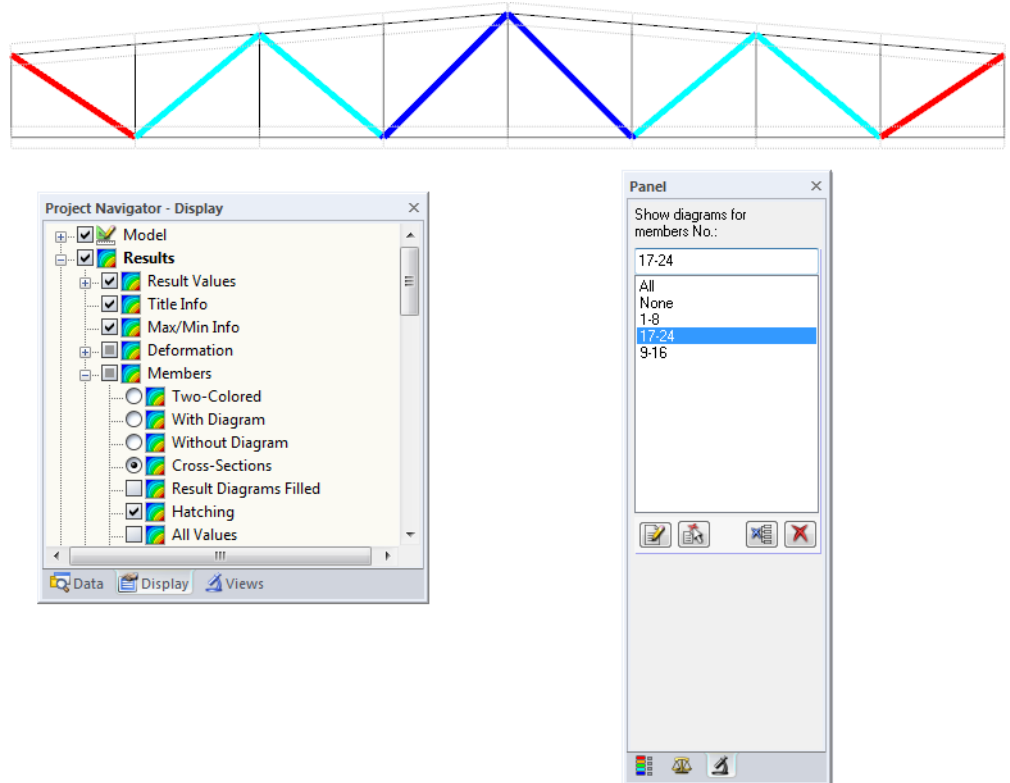 Project Navigator - Display
Model
Results
Result Values
Title Info
Max/Min Info
Deformation
Members
Two-Colored
With Diagram
Without Diagram
Cross-Sections
Result Diagrams Filled
Hatching
All Values
Data
Display
Views
Panel
Show diagrams for
members No.:
17-24
All
None
1-8
17-24
9-16